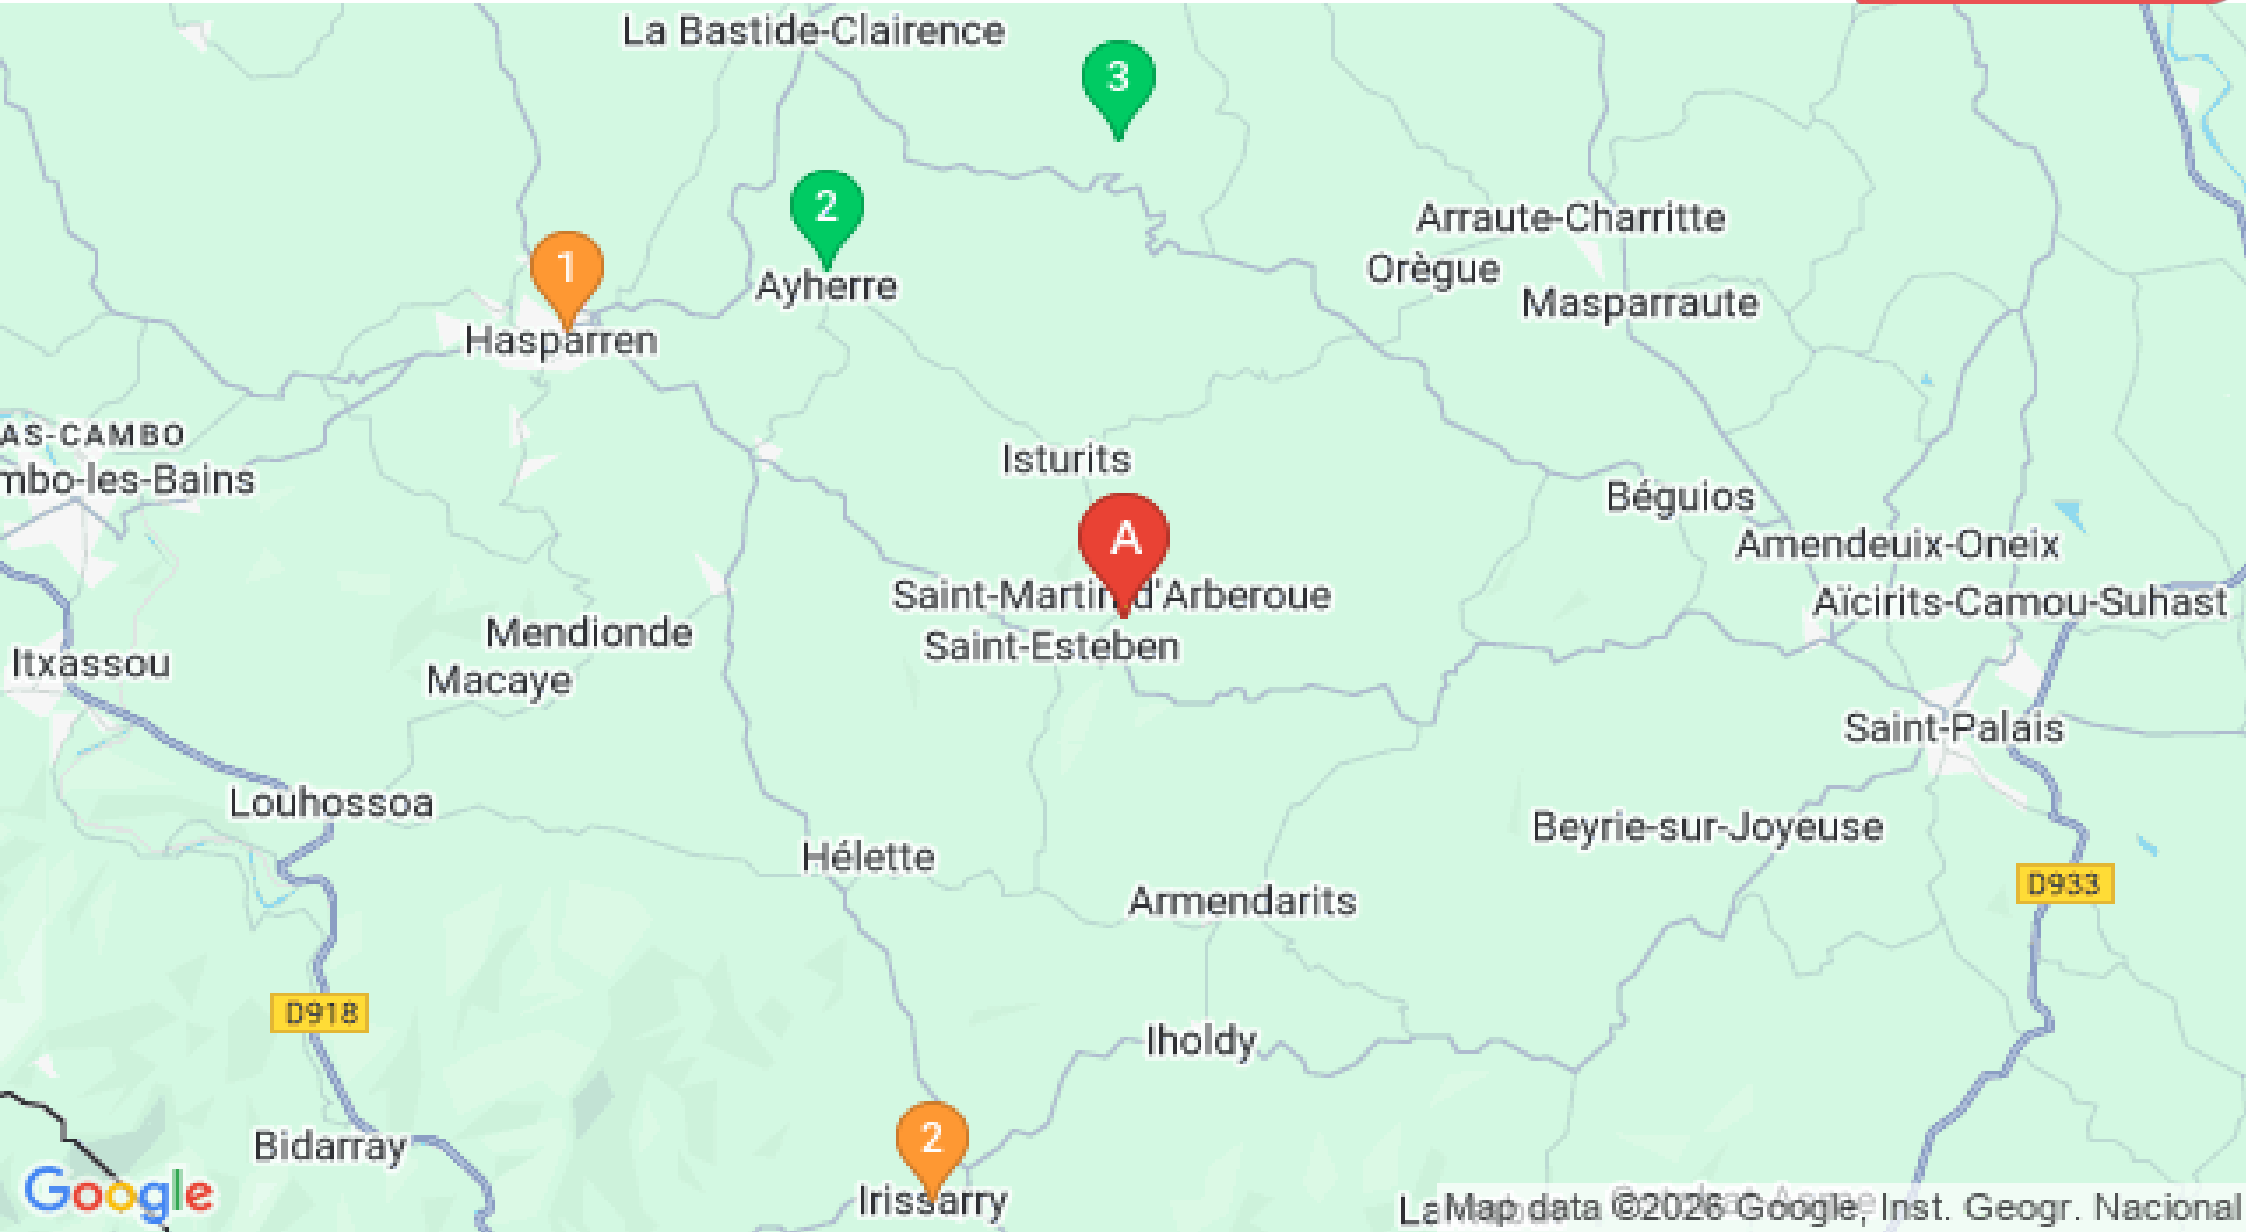 La Bastide-Clairence
3
2
Arraute-Charritte
1
Orègue
Ayherre
Masparraute
Hasparren
AS-CAMBO
Isturits
mbo-les-Bains
Béguios
A
Amendeuix-Oneix
Saint-Martin d'Arberoue
Aïcirits-Camou-Suhast
Mendionde
Saint-Esteben
Itxassou
Macaye
Saint-Palais
Louhossoa
Beyrie-sur-Joyeuse
Hélette
D933
Armendarits
D918
Iholdy
2
Bidarray
Google
Irissarry
La
Map data ©2026 Google, Inst. Geogr. Nacional